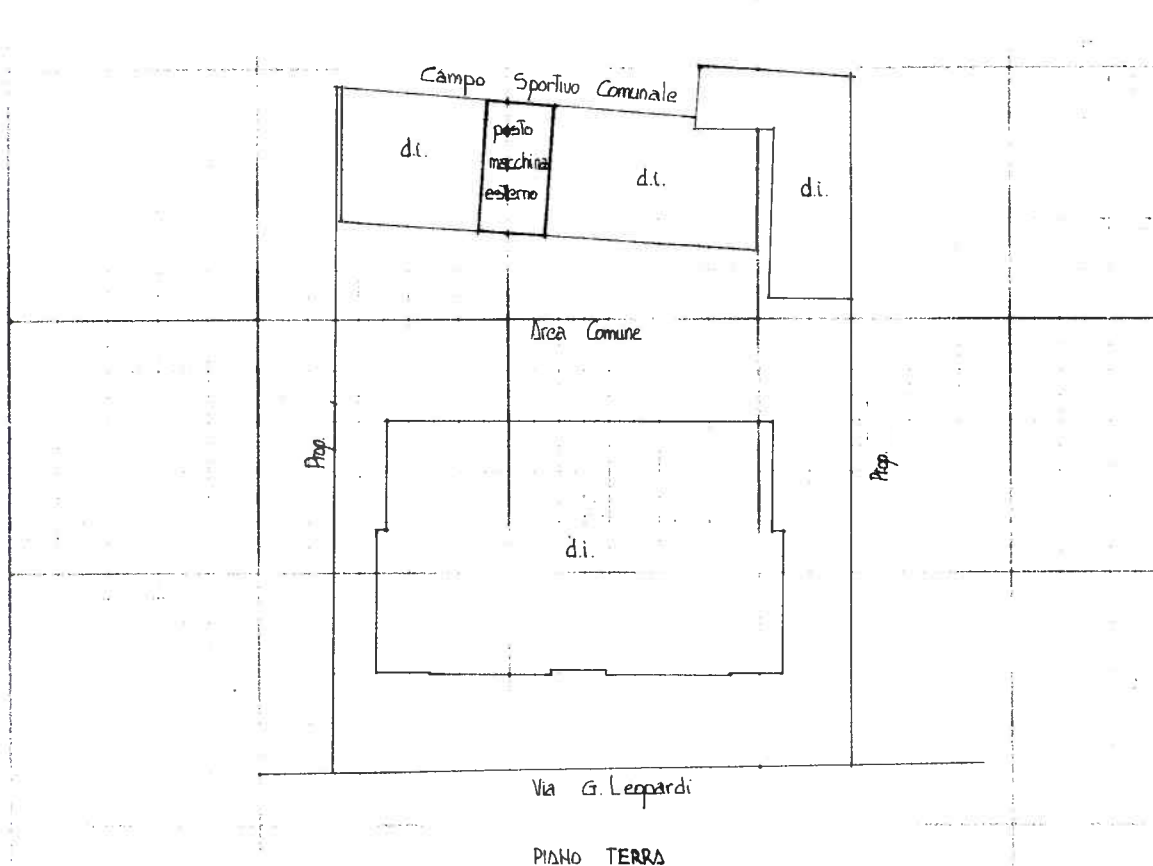 Campo Sportivo Comunale
posto
macchina
esterno
d.i.
d.i.
d.i.
Area Comune
Prop.
Prop.
d.i.
Via G. Leopardi
PIANO TERRA